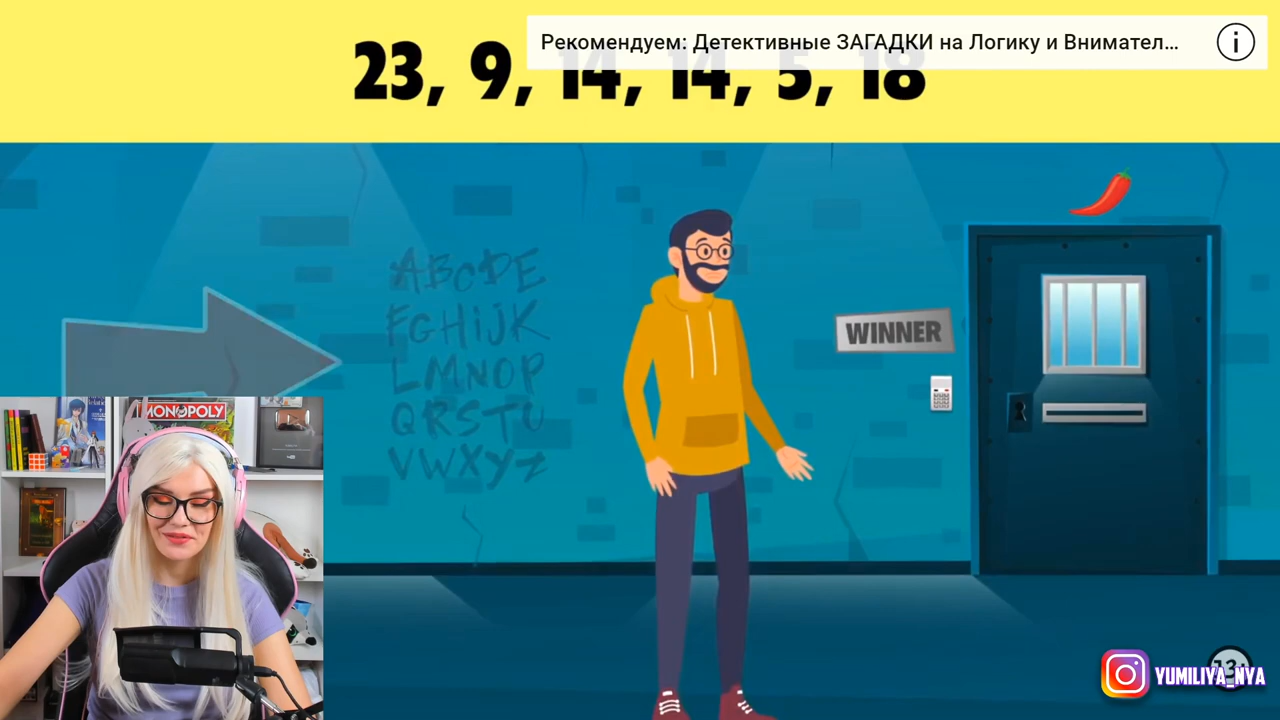 Рекомендуем: Детективные ЗАГАДКИ на Логику и Внимател...
23, 9, 14, 14, 5, 18
ABCDE
FGHIJK
LMNOP
QRSTU
VWXYZ
WINNER
MONOPOLY
YUMILIYA_NYA